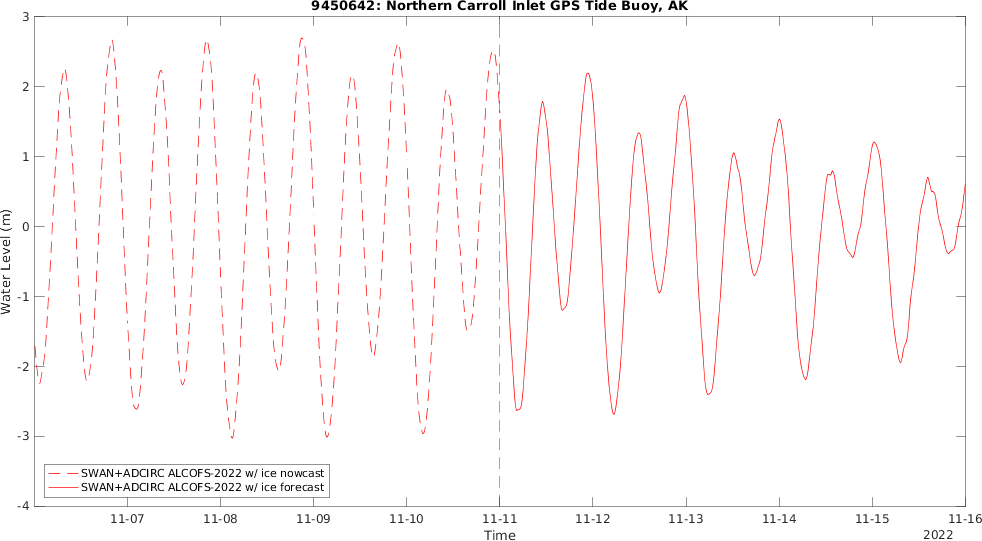 9450642: Northern Carroll Inlet GPS Tide Buoy, AK
3
2
1
0
-1
-2
-3
-4
Water Level (m)
SWAN+ADCIRC ALCOFS-2022 w/ ice nowcast
SWAN+ADCIRC ALCOFS-2022 w/ ice forecast
11-07 11-08 11-09 11-10 11-11 11-12 11-13 11-14 11-15 11-16
Time
2022